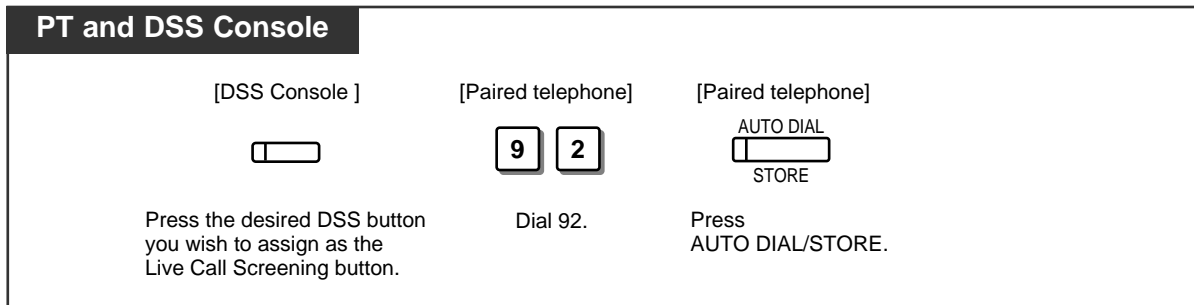 PT and DSS Console
[DSS Console ]
[Paired telephone]
[Paired telephone]
9 2
AUTO DIAL
STORE
Press the desired DSS button
you wish to assign as the
Live Call Screening button.
Dial 92.
Press
AUTO DIAL/STORE.